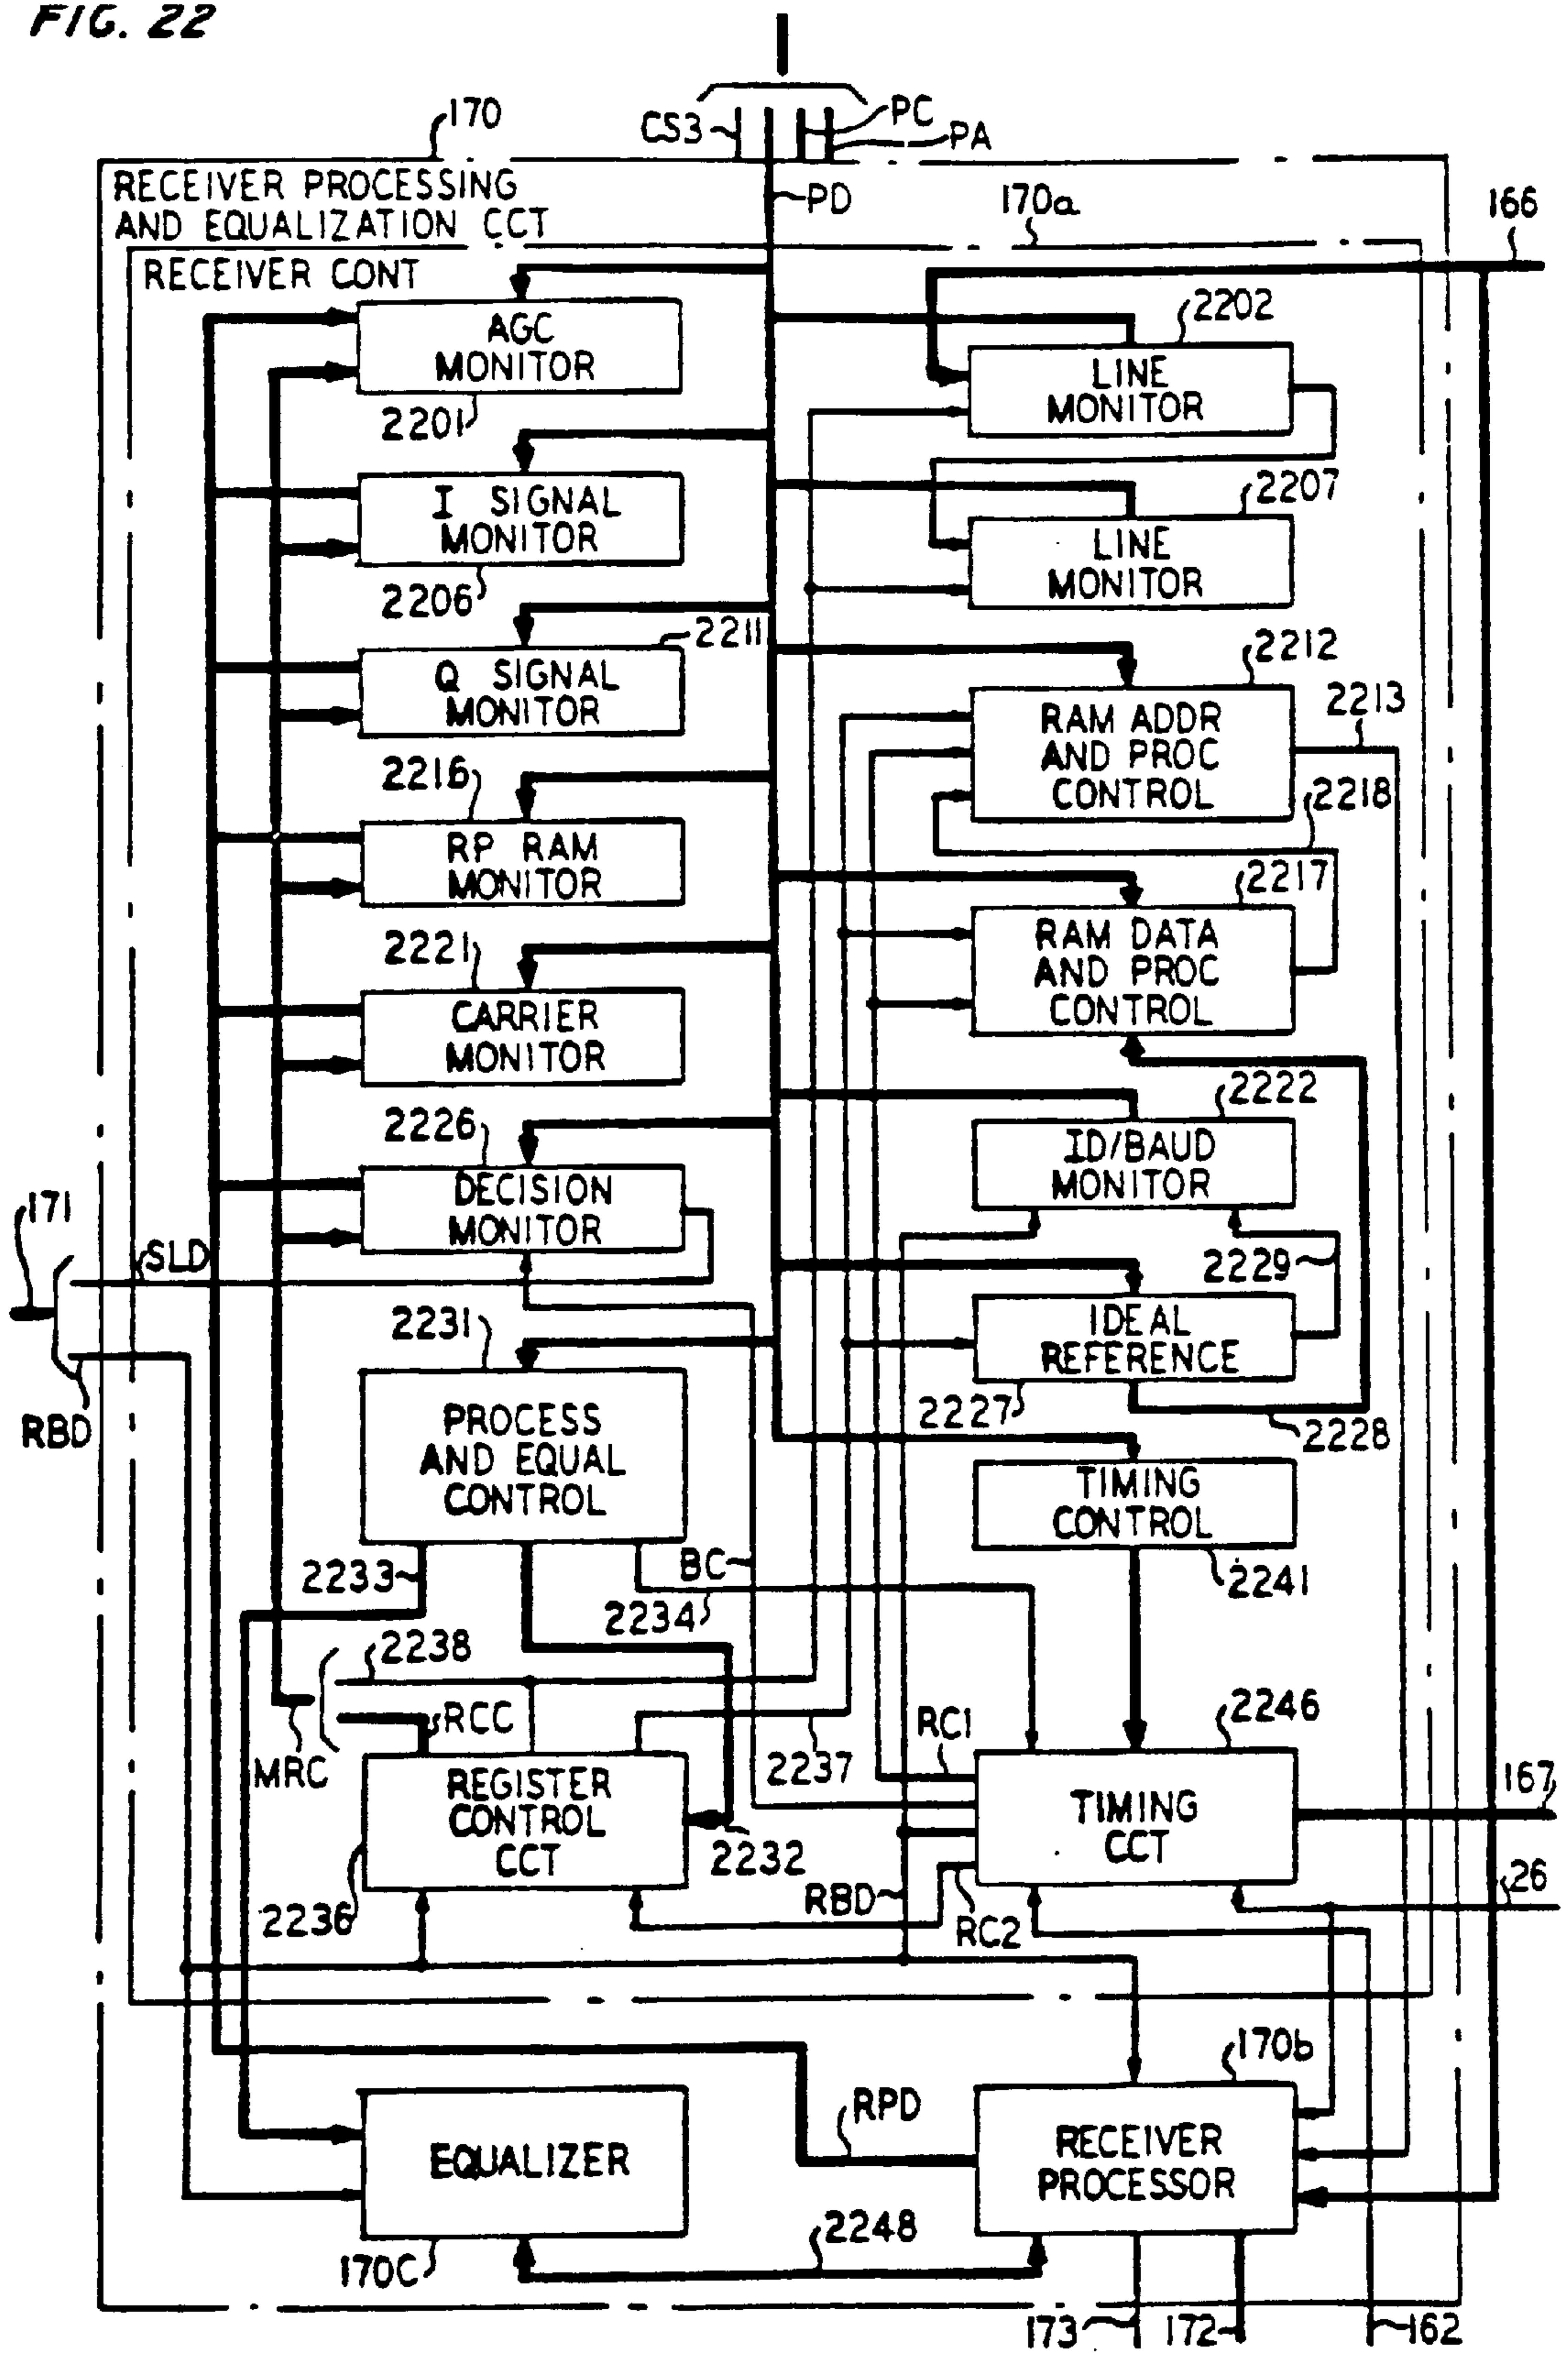 FIG. 22
170
CS3
PC
PA
RECEIVER PROCESSING
AND EQUALIZATION CCT
PD
170a
166
RECEIVER CONT
AGC
MONITOR
2201
2202
LINE
MONITOR
I SIGNAL
MONITOR
2206
2207
LINE
MONITOR
2211
Q SIGNAL
MONITOR
2212
RAM ADDR
AND PROC
CONTROL
2213
2218
2216
RP RAM
MONITOR
2217
RAM DATA
AND PROC
CONTROL
2221
CARRIER
MONITOR
2222
ID/BAUD
MONITOR
2226
DECISION
MONITOR
171
SLD
2229
IDEAL
REFERENCE
2227
2228
RBD
2231
PROCESS
AND EQUAL
CONTROL
TIMING
CONTROL
2241
2233
BC
2234
2238
RCC
MRC
2237
RC1
2246
167
REGISTER
CONTROL
CCT
2232
TIMING
CCT
2236
RBD
RC2
26
170b
RPD
RECEIVER
PROCESSOR
EQUALIZER
170C
2248
173
172
162